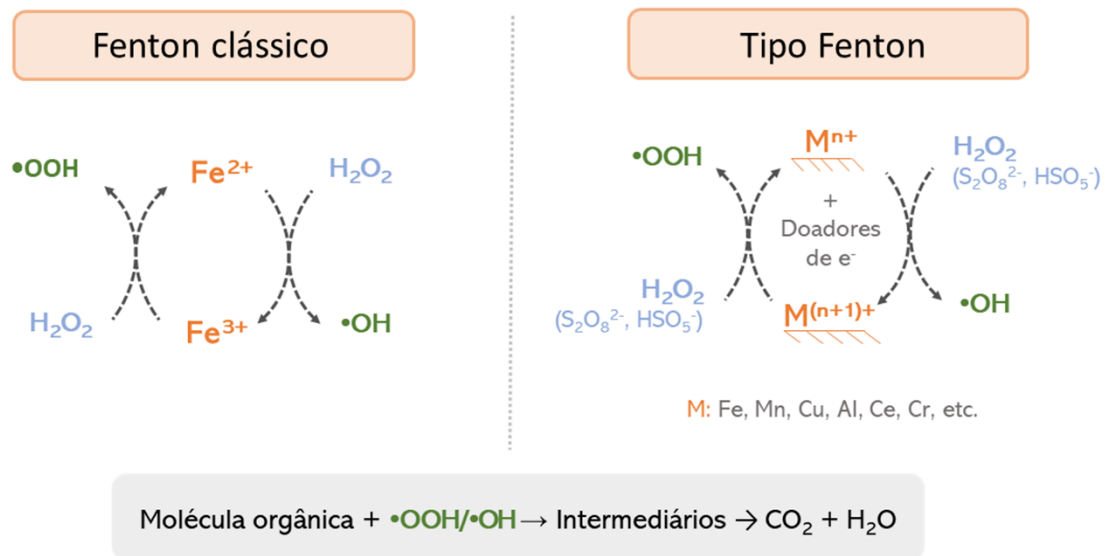 Fenton clássico
•OOH
Fe²⁺
H₂O₂
H₂O₂
Fe³⁺
•OH
Tipo Fenton
•OOH
Mⁿ⁺
H₂O₂
(S₂O₈²⁻, HSO₅⁻)
+
Doadores
de e⁻
H₂O₂
(S₂O₈²⁻, HSO₅⁻)
M⁽ⁿ⁺¹⁾⁺
•OH
M: Fe, Mn, Cu, Al, Ce, Cr, etc.
Molécula orgânica + •OOH/•OH → Intermediários → CO₂ + H₂O